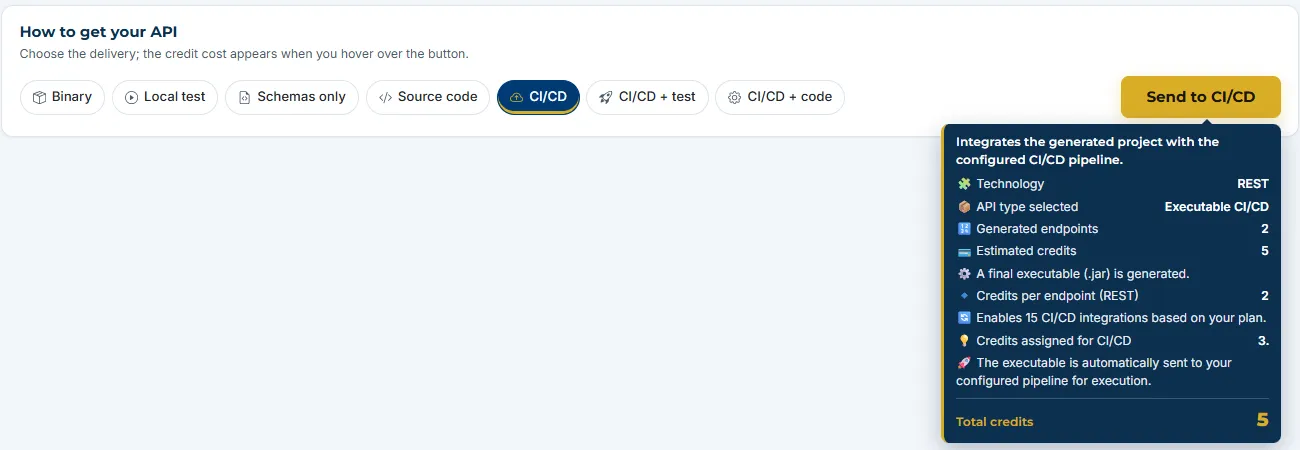 How to get your API
Choose the delivery; the credit cost appears when you hover over the button.
Binary
Local test
Schemas only
Source code
CI/CD
CI/CD + test
CI/CD + code
Send to CI/CD
Integrates the generated project with the
configured CI/CD pipeline.
Technology REST
API type selected Executable CI/CD
Generated endpoints 2
Estimated credits 5
A final executable (.jar) is generated.
Credits per endpoint (REST) 2
Enables 15 CI/CD integrations based on your plan.
Credits assigned for CI/CD 3.
The executable is automatically sent to your
configured pipeline for execution.
Total credits 5